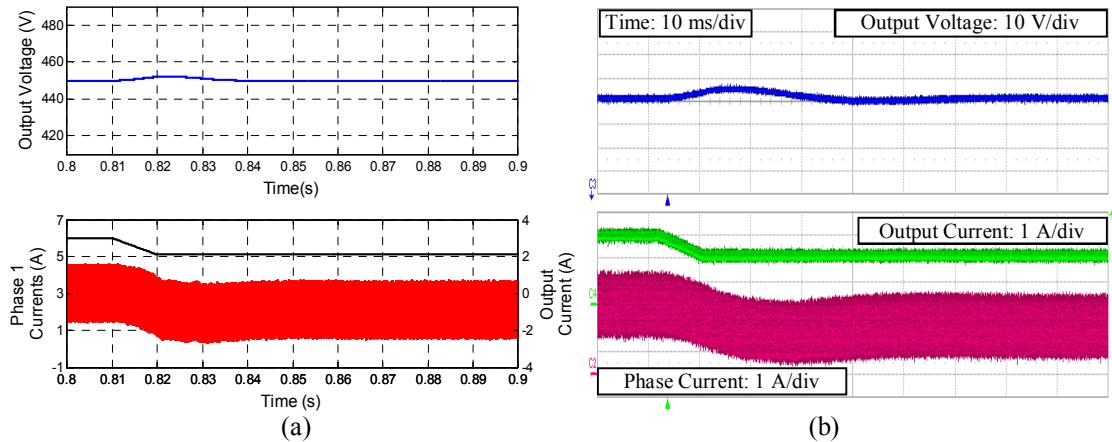 Output Voltage (V)
480
460
440
420
0.8 0.81 0.82 0.83 0.84 0.85 0.86 0.87 0.88 0.89 0.9
Time(s)
Phase 1
Currents (A)
7
5
3
1
-1
4
2
0
-2
-4
Output
Current (A)
0.8 0.81 0.82 0.83 0.84 0.85 0.86 0.87 0.88 0.89 0.9
Time (s)
(a)
Time: 10 ms/div
Output Voltage: 10 V/div
C3
Output Current: 1 A/div
C4
C2
Phase Current: 1 A/div
(b)